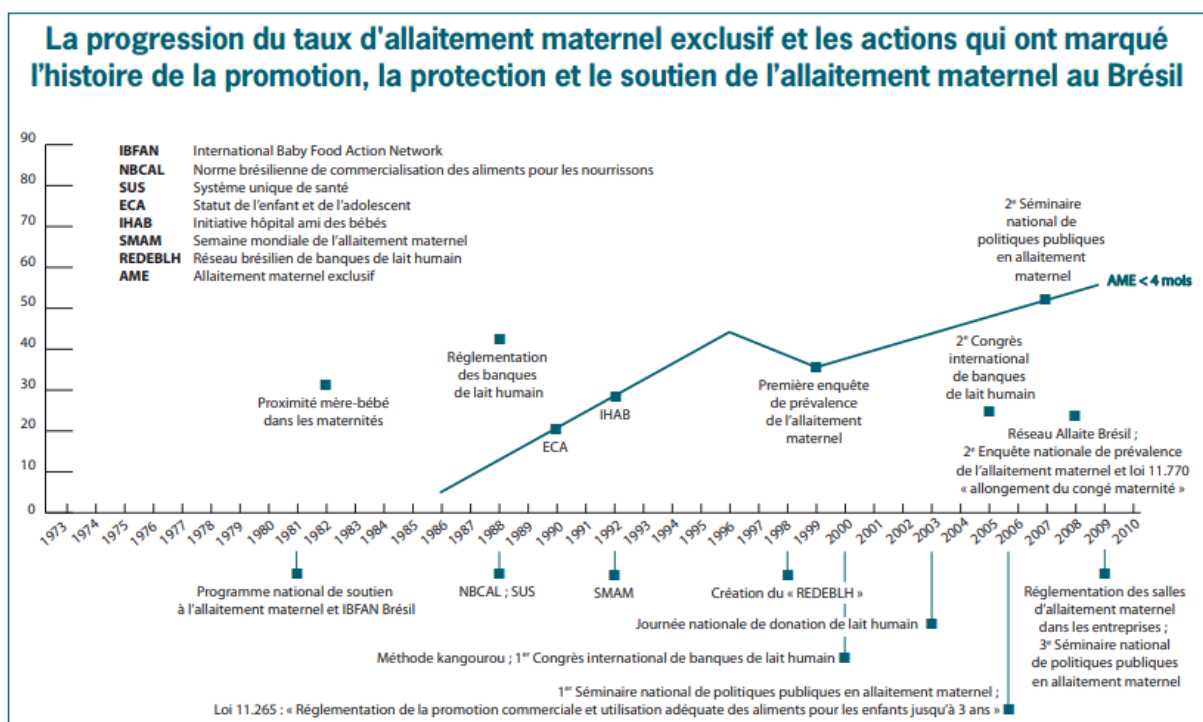 La progression du taux d'allaitement maternel exclusif et les actions qui ont marqué
l'histoire de la promotion, la protection et le soutien de l'allaitement maternel au Brésil
90
80
70
60
50
40
30
20
10
0
IBFAN International Baby Food Action Network
NBCAL Norme brésilienne de commercialisation des aliments pour les nourrissons
SUS Système unique de santé
ECA Statut de l'enfant et de l'adolescent
IHAB Initiative hôpital ami des bébés
SMAM Semaine mondiale de l'allaitement maternel
REDEBLH Réseau brésilien de banques de lait humain
AME Allaitement maternel exclusif
Proximité mère-bébé
dans les maternités
Réglementation
des banques
de lait humain
ECA
IHAB
Première enquête
de prévalence
de l'allaitement
maternel
2e Séminaire
national de
politiques publiques
en allaitement
maternel
AME < 4 mois
2e Congrès
international
de banques
de lait humain
Réseau Allaite Brésil ;
2e Enquête nationale de prévalence
de l'allaitement maternel et loi 11.770
« allongement du congé maternité »
1973 1974 1975 1976 1977 1978 1979 1980 1981 1982 1983 1984 1985 1986 1987 1988 1989 1990 1991 1992 1993 1994 1995 1996 1997 1998 1999 2000 2001 2002 2003 2004 2005 2006 2007 2008 2009 2010
Programme national de soutien
à l'allaitement maternel et IBFAN Brésil
NBCAL ; SUS
SMAM
Création du « REDEBLH »
Journée nationale de donation de lait humain
Méthode kangourou ; 1er Congrès international de banques de lait humain
1er Séminaire national de politiques publiques en allaitement maternel ;
Loi 11.265 : « Réglementation de la promotion commerciale et utilisation adéquate des aliments pour les enfants jusqu'à 3 ans »
Réglementation des salles
d'allaitement maternel
dans les entreprises ;
3e Séminaire national
de politiques publiques
en allaitement maternel